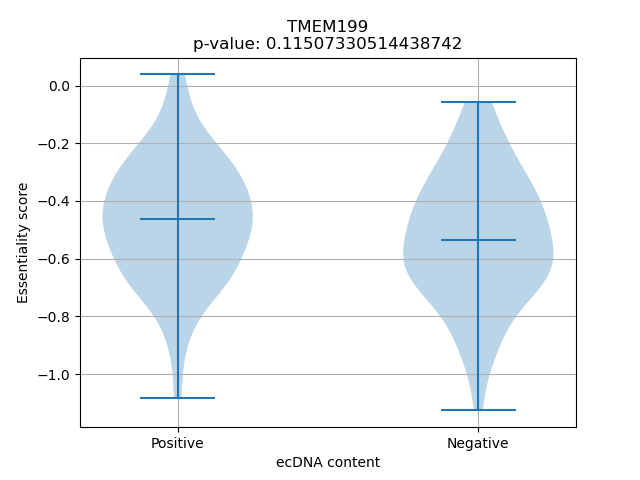 TMEM199
p-value: 0.11507330514438742
0.0
−0.2
−0.4
−0.6
−0.8
−1.0
Essentiality score
Positive
Negative
ecDNA content